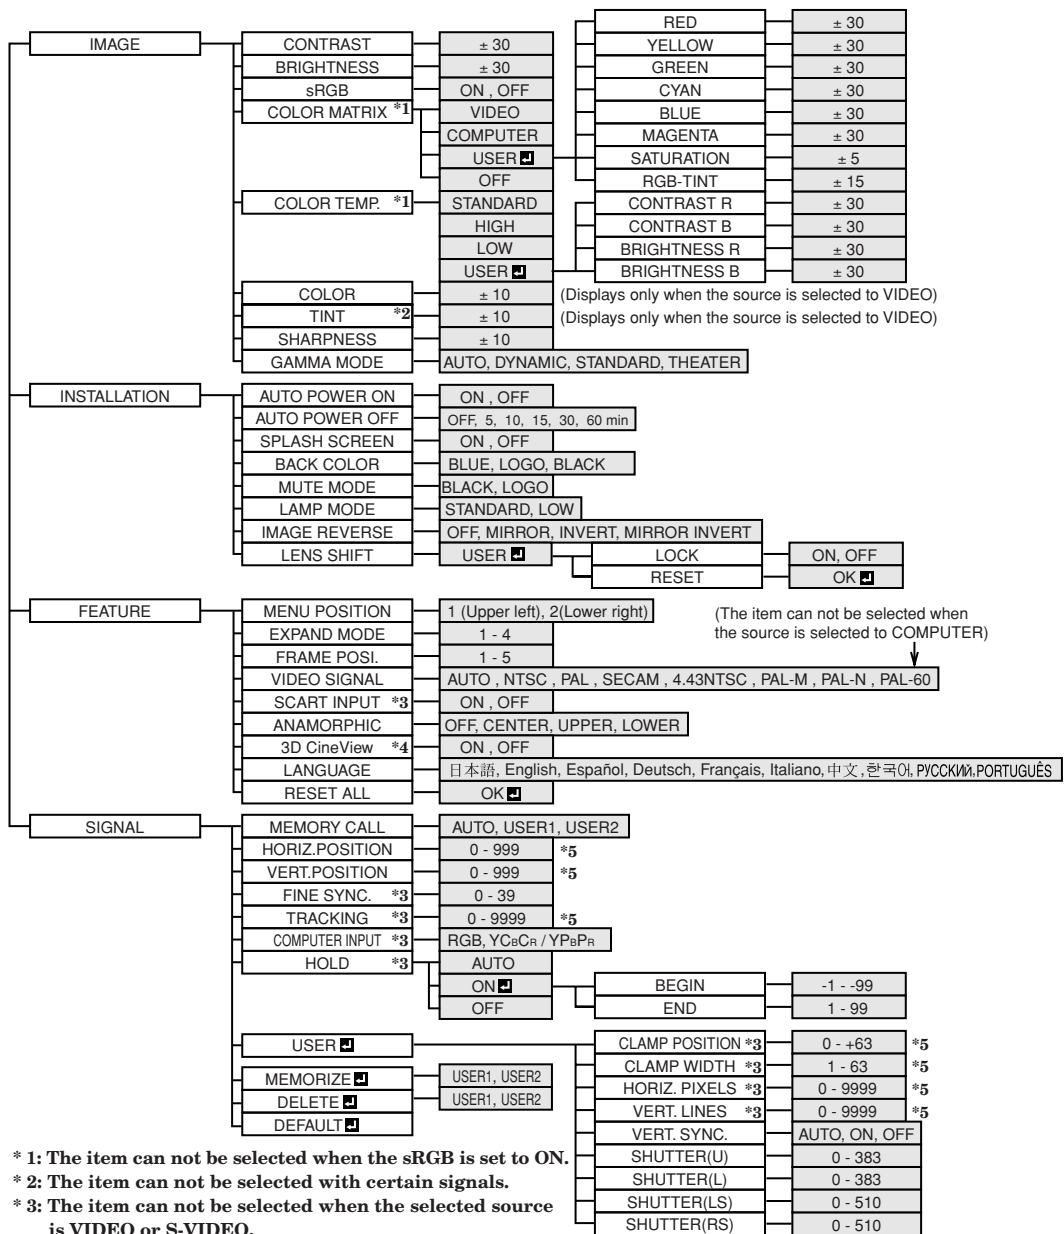 RED ± 30
IMAGE CONTRAST ± 30 YELLOW ± 30
BRIGHTNESS ± 30 GREEN ± 30
sRGB ON , OFF CYAN ± 30
COLOR MATRIX *1 VIDEO BLUE ± 30
COMPUTER MAGENTA ± 30
USER SATURATION ± 5
OFF RGB-TINT ± 15
COLOR TEMP. *1 STANDARD CONTRAST R ± 30
HIGH CONTRAST B ± 30
LOW BRIGHTNESS R ± 30
USER BRIGHTNESS B ± 30
COLOR ± 10 (Displays only when the source is selected to VIDEO)
TINT *2 ± 10 (Displays only when the source is selected to VIDEO)
SHARPNESS ± 10
GAMMA MODE AUTO, DYNAMIC, STANDARD, THEATER
INSTALLATION AUTO POWER ON ON , OFF
AUTO POWER OFF OFF, 5, 10, 15, 30, 60 min
SPLASH SCREEN ON , OFF
BACK COLOR BLUE, LOGO, BLACK
MUTE MODE BLACK, LOGO
LAMP MODE STANDARD, LOW
IMAGE REVERSE OFF, MIRROR, INVERT, MIRROR INVERT
LENS SHIFT USER LOCK ON, OFF
RESET OK
FEATURE MENU POSITION 1 (Upper left), 2(Lower right) (The item can not be selected when
EXPAND MODE 1 - 4 the source is selected to COMPUTER)
FRAME POSI. 1 - 5
VIDEO SIGNAL AUTO , NTSC , PAL , SECAM , 4.43NTSC , PAL-M , PAL-N , PAL-60
SCART INPUT *3 ON , OFF
ANAMORPHIC OFF, CENTER, UPPER, LOWER
3D CineView *4 ON , OFF
LANGUAGE 日本語, English, Español, Deutsch, Français, Italiano, 中文, 한국어, РУССКИЙ, PORTUGUÊS
RESET ALL OK
SIGNAL MEMORY CALL AUTO, USER1, USER2
HORIZ.POSITION 0 - 999 *5
VERT.POSITION 0 - 999 *5
FINE SYNC. *3 0 - 39
TRACKING *3 0 - 9999 *5
COMPUTER INPUT *3 RGB, YCBCR / YPBPR
HOLD *3 AUTO
ON BEGIN -1 - -99
OFF END 1 - 99
USER CLAMP POSITION *3 0 - +63 *5
CLAMP WIDTH *3 1 - 63 *5
MEMORIZE USER1, USER2 HORIZ. PIXELS *3 0 - 9999 *5
DELETE USER1, USER2 VERT. LINES *3 0 - 9999 *5
DEFAULT VERT. SYNC. AUTO, ON, OFF
* 1: The item can not be selected when the sRGB is set to ON. SHUTTER(U) 0 - 383
* 2: The item can not be selected with certain signals. SHUTTER(L) 0 - 383
* 3: The item can not be selected when the selected source SHUTTER(LS) 0 - 510
is VIDEO or S-VIDEO. SHUTTER(RS) 0 - 510